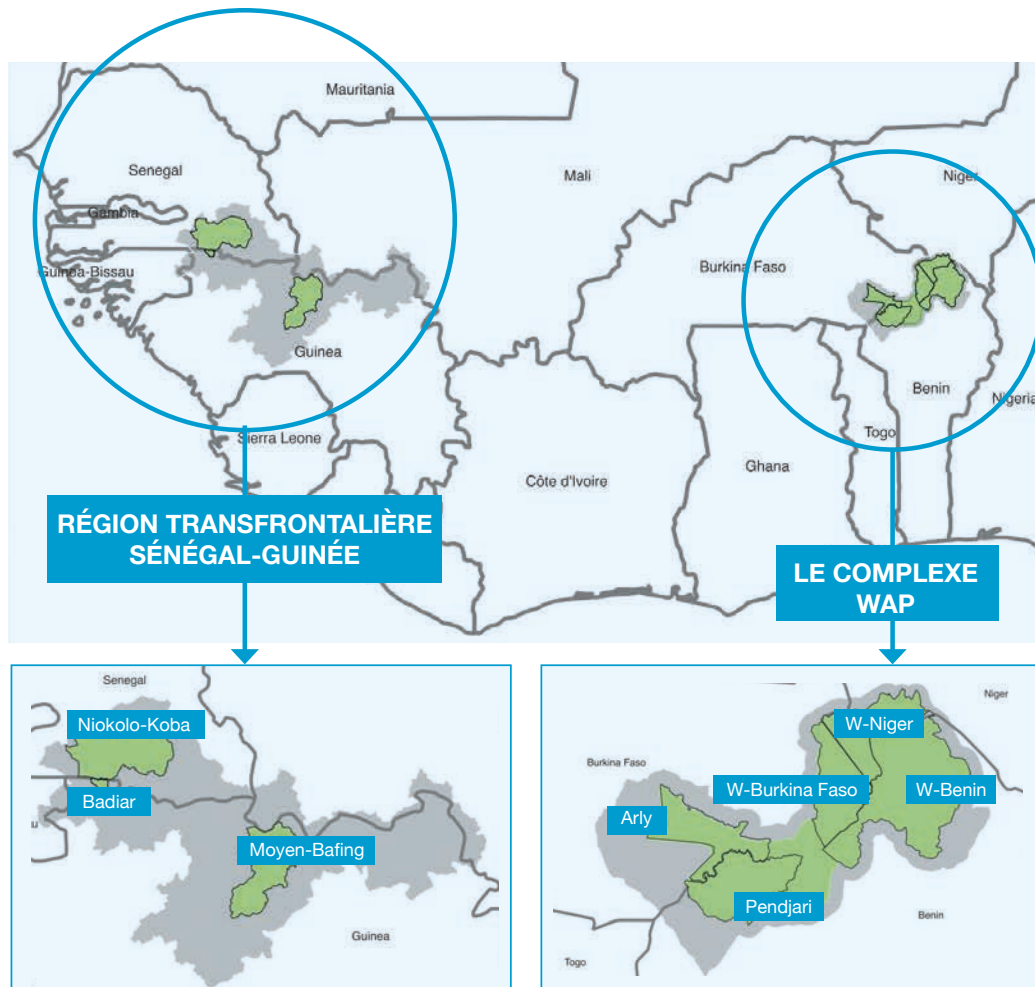 Mauritania
Senegal
Mali
Niger
Gambia
Guinea-Bissau
Burkina Faso
Guinea
Benin
Nigeria
Sierra Leone
Togo
Ghana
Côte d'Ivoire
RÉGION TRANSFRONTALIÈRE
SÉNÉGAL-GUINÉE
LE COMPLEXE
WAP
Senegal
Niokolo-Koba
Badiar
au
Moyen-Bafing
Guinea
Niger
W-Niger
Burkina Faso
W-Burkina Faso
W-Benin
Arly
Pendjari
Benin
Togo